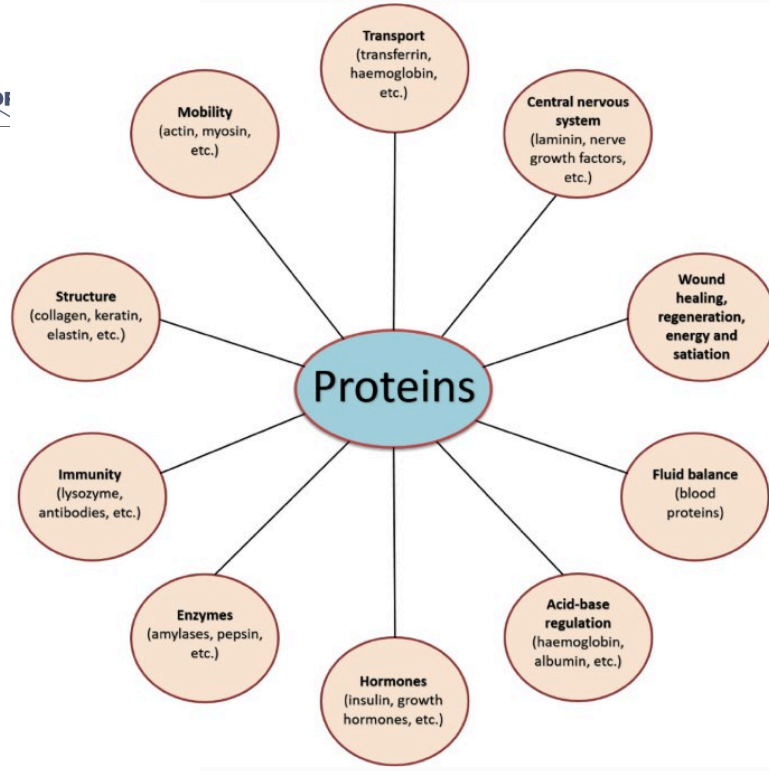 Transport
(transferrin,
haemoglobin,
etc.)
Central nervous
system
(laminin, nerve
growth factors,
etc.)
Wound
healing,
regeneration,
energy and
satiation
Fluid balance
(blood
proteins)
Acid-base
regulation
(haemoglobin,
albumin, etc.)
Hormones
(insulin, growth
hormones, etc.)
Enzymes
(amylases, pepsin,
etc.)
Immunity
(lysozyme,
antibodies, etc.)
Structure
(collagen, keratin,
elastin, etc.)
Mobility
(actin, myosin,
etc.)
Proteins